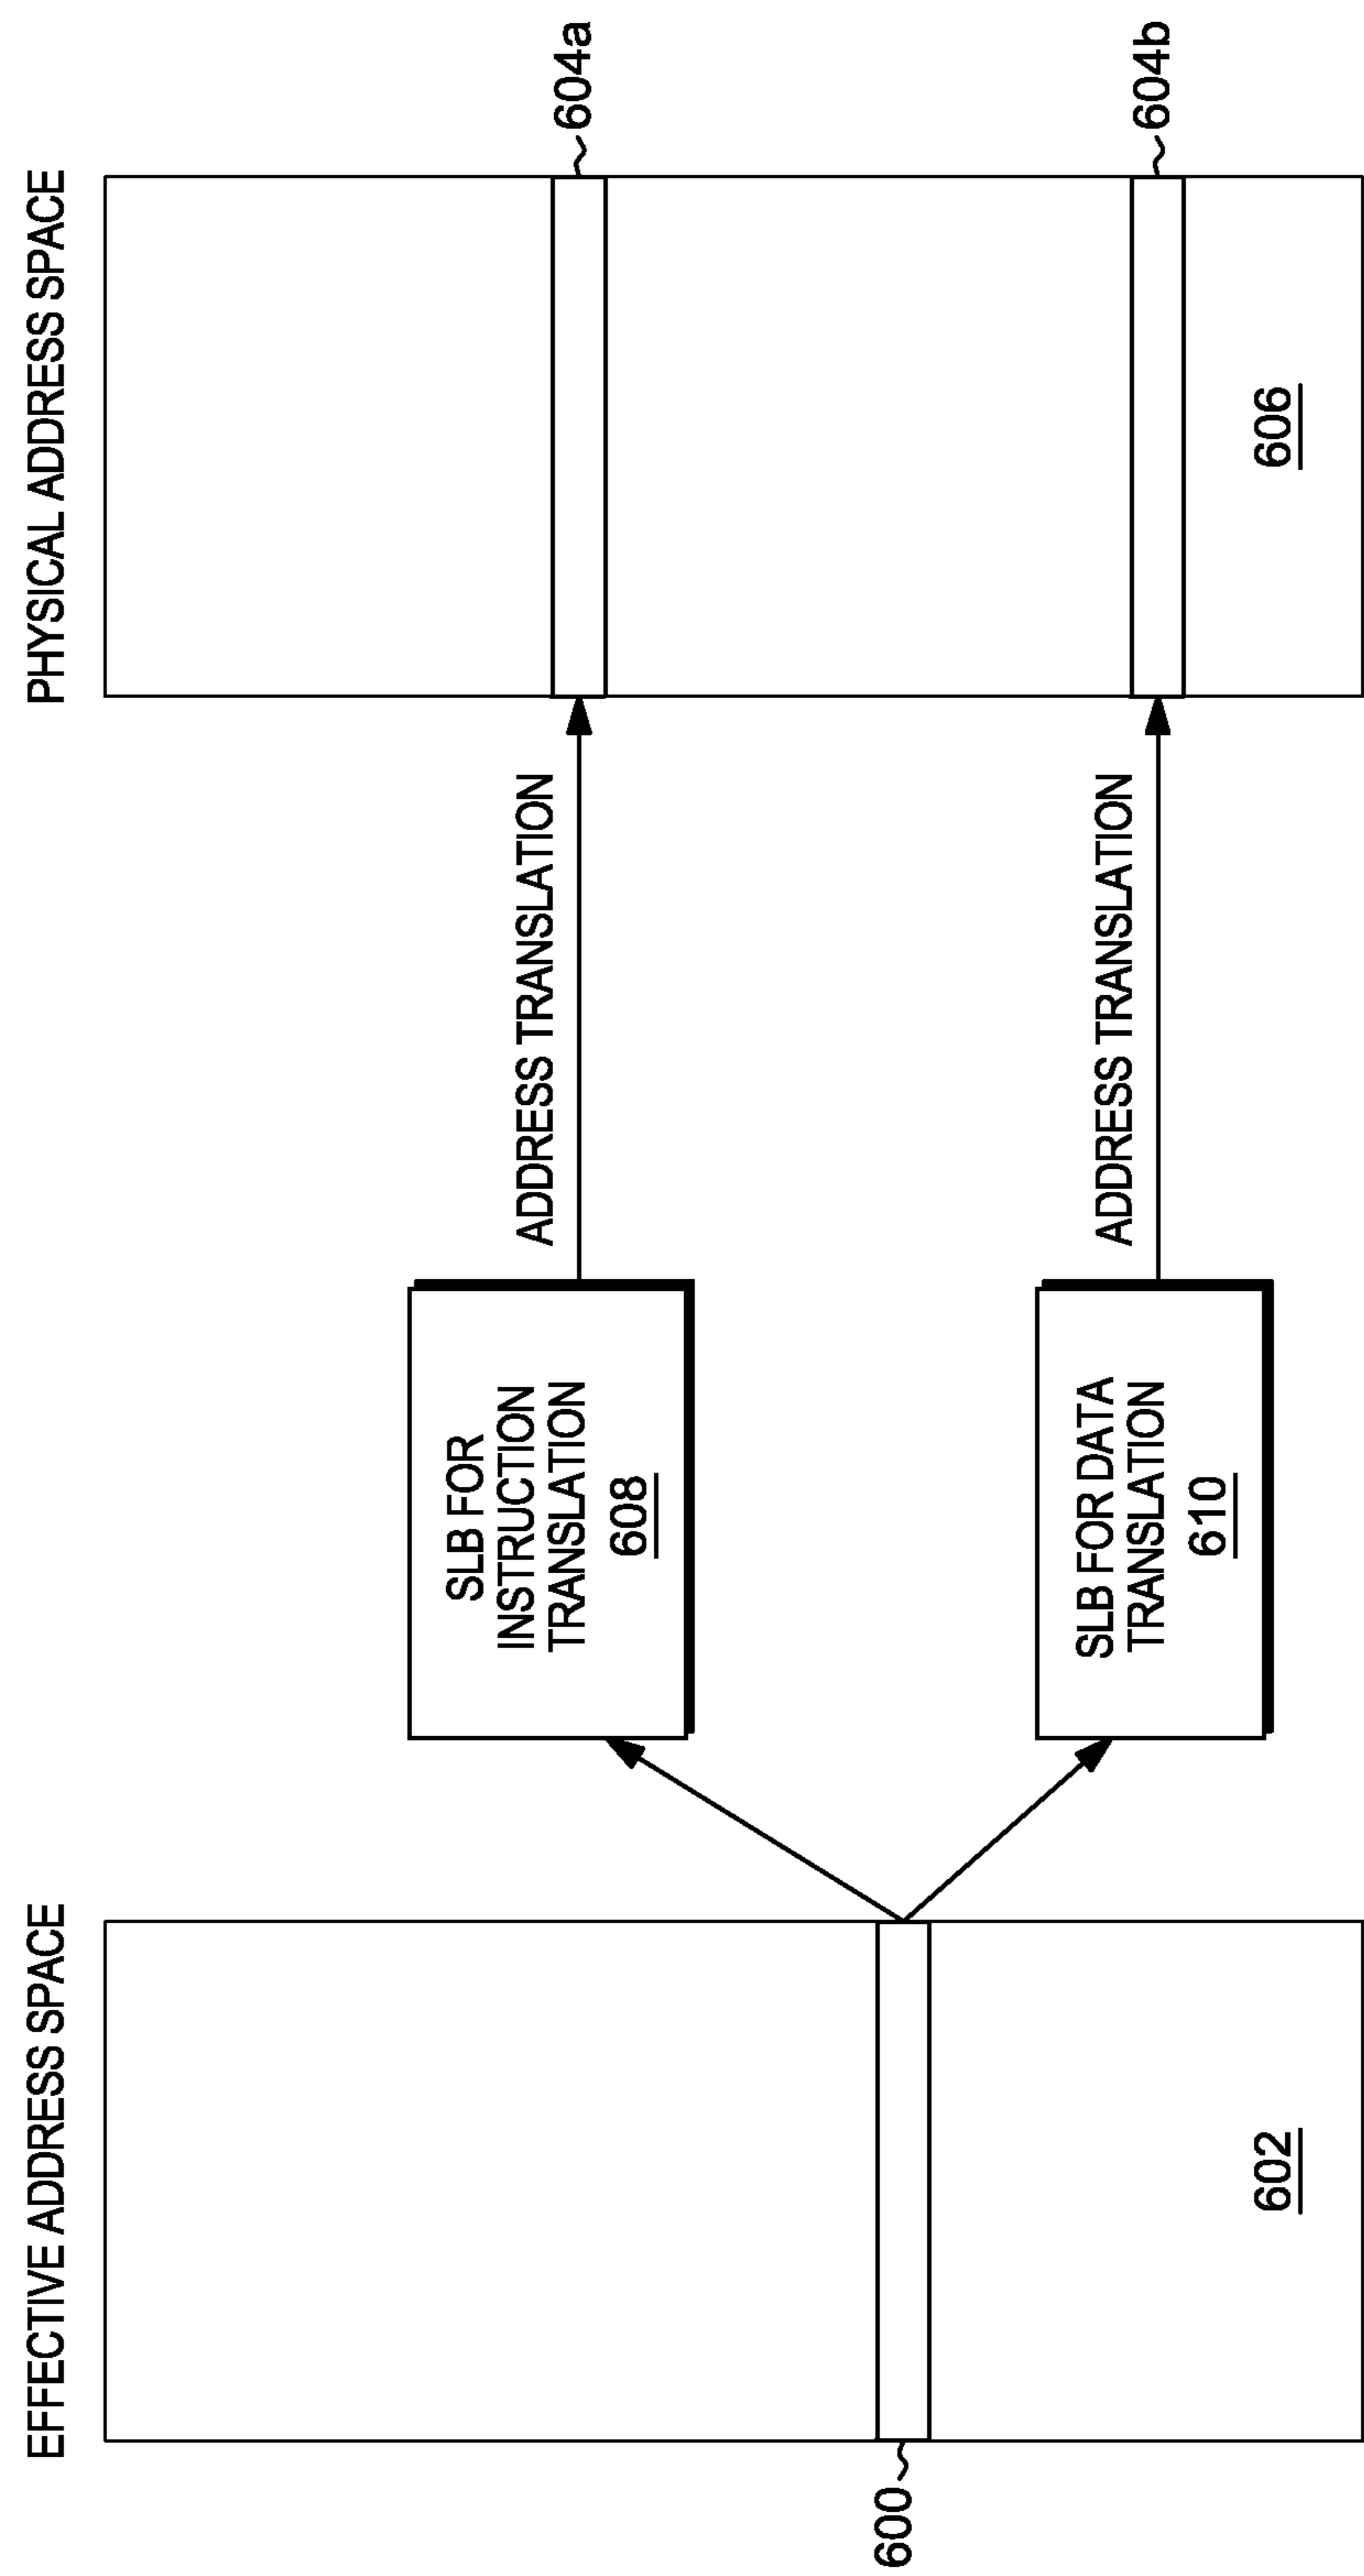 EFFECTIVE ADDRESS SPACE
PHYSICAL ADDRESS SPACE
600
602
SLB FOR
INSTRUCTION
TRANSLATION
608
SLB FOR DATA
TRANSLATION
610
ADDRESS TRANSLATION
ADDRESS TRANSLATION
604a
604b
606